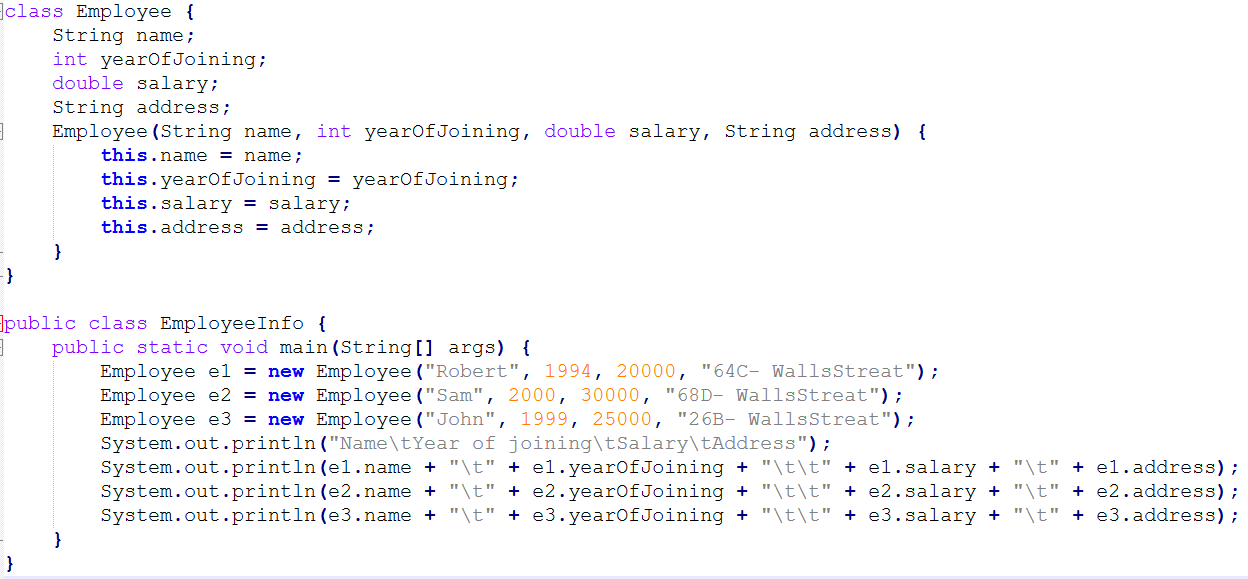 class Employee {
    String name;
    int yearOfJoining;
    double salary;
    String address;
    Employee(String name, int yearOfJoining, double salary, String address) {
        this.name = name;
        this.yearOfJoining = yearOfJoining;
        this.salary = salary;
        this.address = address;
    }
}

public class EmployeeInfo {
    public static void main(String[] args) {
        Employee e1 = new Employee("Robert", 1994, 20000, "64C- WallsStreat");
        Employee e2 = new Employee("Sam", 2000, 30000, "68D- WallsStreat");
        Employee e3 = new Employee("John", 1999, 25000, "26B- WallsStreat");
        System.out.println("Name\tYear of joining\tSalary\tAddress");
        System.out.println(e1.name + "\t" + e1.yearOfJoining + "\t\t" + e1.salary + "\t" + e1.address);
        System.out.println(e2.name + "\t" + e2.yearOfJoining + "\t\t" + e2.salary + "\t" + e2.address);
        System.out.println(e3.name + "\t" + e3.yearOfJoining + "\t\t" + e3.salary + "\t" + e3.address);
    }
}